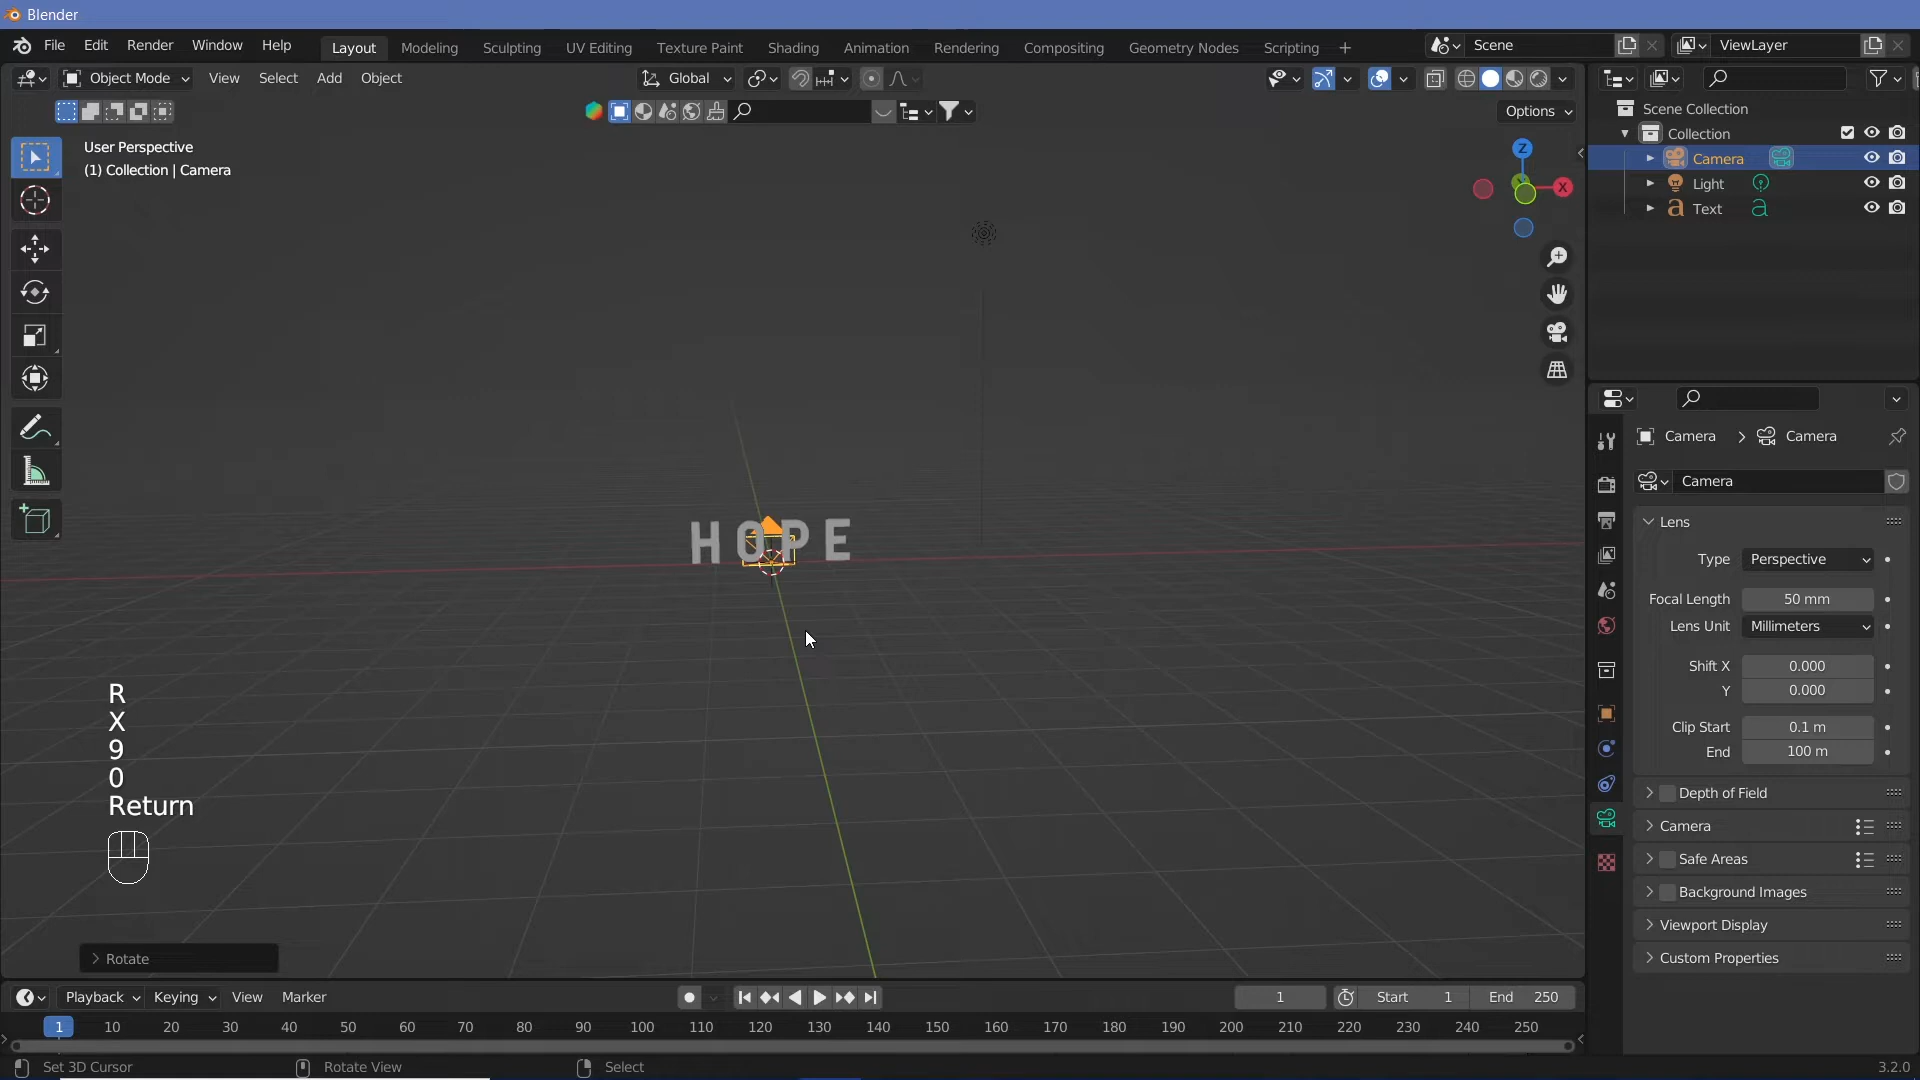 Blender
File Edit Render Window Help Layout Modeling Sculpting UV Editing Texture Paint Shading Animation Rendering Compositing Geometry Nodes Scripting + Scene ViewLayer
Object Mode View Select Add Object Global
Options
User Perspective
(1) Collection | Camera
Z
X
HOPE
R
X
9
0
Return
Rotate
Scene Collection
Collection
Camera
Light
Text
Camera > Camera
Camera
Lens
Type Perspective
Focal Length 50 mm
Lens Unit Millimeters
Shift X 0.000
Y 0.000
Clip Start 0.1 m
End 100 m
Depth of Field
Camera
Safe Areas
Background Images
Viewport Display
Custom Properties
Playback Keying View Marker 1 Start 1 End 250
1 10 20 30 40 50 60 70 80 90 100 110 120 130 140 150 160 170 180 190 200 210 220 230 240 250
Set 3D Cursor Rotate View Select 3.2.0